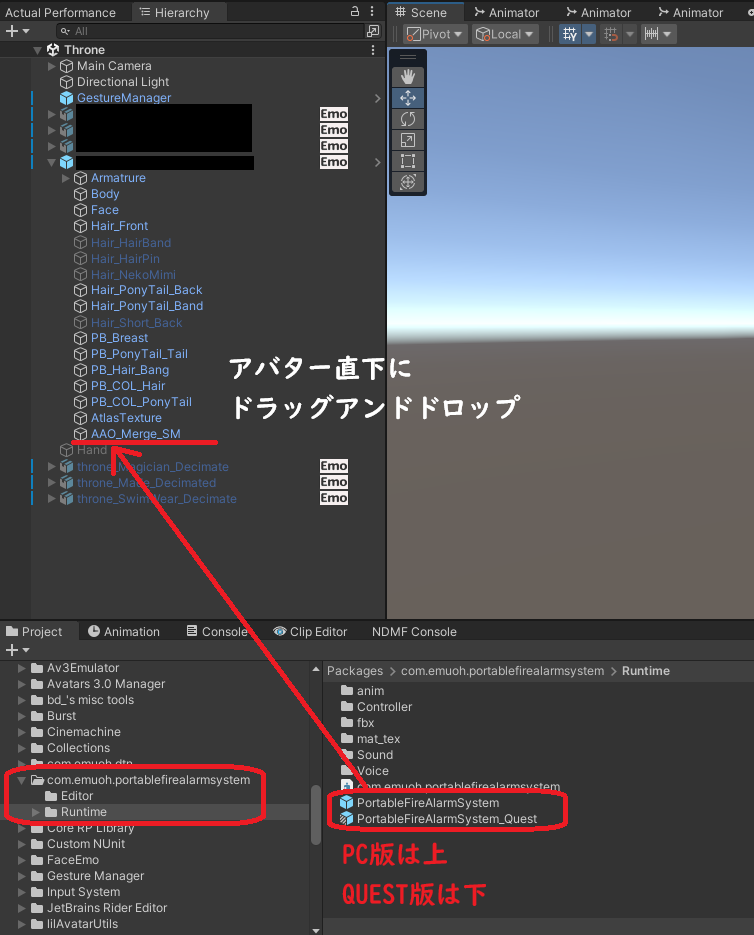 Actual Performance
Hierarchy
All
Throne
Main Camera
Directional Light
GestureManager
Emo
Emo
Emo
Emo
Armatrure
Body
Face
Hair_Front
Hair_HairBand
Hair_HairPin
Hair_NekoMimi
Hair_PonyTail_Back
Hair_PonyTail_Band
Hair_Short_Back
PB_Breast
PB_PonyTail_Tail
PB_Hair_Bang
PB_COL_Hair
PB_COL_PonyTail
AtlasTexture
AAO_Merge_SM
Hand
throne_Magician_Decimate
Emo
throne_Made_Decimated
Emo
throne_SwimWear_Decimate
Emo
Scene
Animator
Animator
Animator
Pivot
Local
アバター直下に
ドラッグアンドドロップ
Project
Animation
Console
Clip Editor
NDMF Console
Av3Emulator
Avatars 3.0 Manager
bd_'s misc tools
Burst
Cinemachine
Collections
com.emuoh.dtn
com.emuoh.portablefirealarmsystem
Editor
Runtime
Core RP Library
Custom NUnit
FaceEmo
Gesture Manager
Input System
JetBrains Rider Editor
lilAvatarUtils
Packages > com.emuoh.portablefirealarmsystem > Runtime
anim
Controller
fbx
mat_tex
Sound
Voice
com.emuoh.portablefirealarmsystem
PortableFireAlarmSystem
PortableFireAlarmSystem_Quest
PC版は上
QUEST版は下